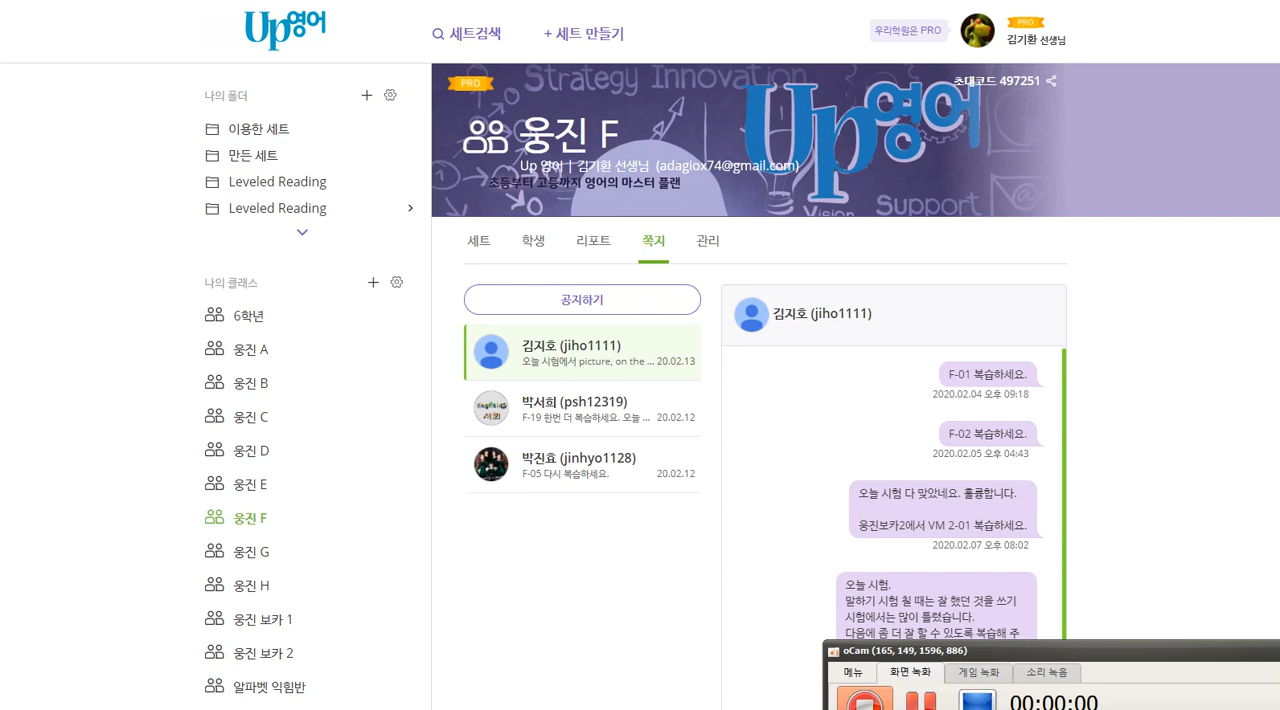 Up영어
세트검색
+ 세트 만들기
우리학원은 PRO
PRO
김기환 선생님
나의 폴더
이용한 세트
만든 세트
Leveled Reading
Leveled Reading
나의 클래스
6학년
웅진 A
웅진 B
웅진 C
웅진 D
웅진 E
웅진 F
웅진 G
웅진 H
웅진 보카 1
웅진 보카 2
알파벳 익힘반
PRO
Strategy Innovation
초대코드 497251
Up영어
웅진 F
Up 영어 | 김기환 선생님 (adagiox74@gmail.com)
초등부터 고등까지 영어의 마스터 플랜
Vision
Support
세트
학생
리포트
쪽지
관리
공지하기
김지호 (jiho1111)
오늘 시험에서 picture, on the ... 20.02.13
박서희 (psh12319)
F-19 한번 더 복습하세요. 오늘 ... 20.02.12
박진효 (jinhyo1128)
F-05 다시 복습하세요. 20.02.12
김지호 (jiho1111)
F-01 복습하세요.
2020.02.04 오후 09:18
F-02 복습하세요.
2020.02.05 오후 04:43
오늘 시험 다 맞았네요. 훌륭합니다.
웅진보카2에서 VM 2-01 복습하세요.
2020.02.07 오후 08:02
오늘 시험,
말하기 시험 칠 때는 잘 했던 것을 쓰기
시험에서는 많이 틀렸습니다.
다음에 좀 더 잘 할 수 있도록 복습해 주
oCam (165, 149, 1596, 886)
메뉴
화면 녹화
게임 녹화
소리 녹음
00:00:00